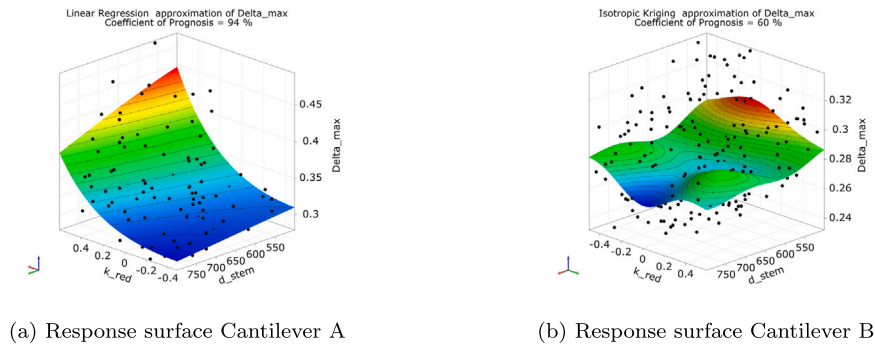 Linear Regression approximation of Delta_max
Coefficient of Prognosis = 94 %
0.45
0.4
0.35
0.3
Delta_max
0.4
0.2
0
-0.2
-0.4
k_red
750
700
650
600
550
d_stem
(a) Response surface Cantilever A
Isotropic Kriging approximation of Delta_max
Coefficient of Prognosis = 60 %
0.32
0.3
0.28
0.26
0.24
Delta_max
-0.4
-0.2
0
0.2
0.4
k_red
750
700
650
600
550
d_stem
(b) Response surface Cantilever B